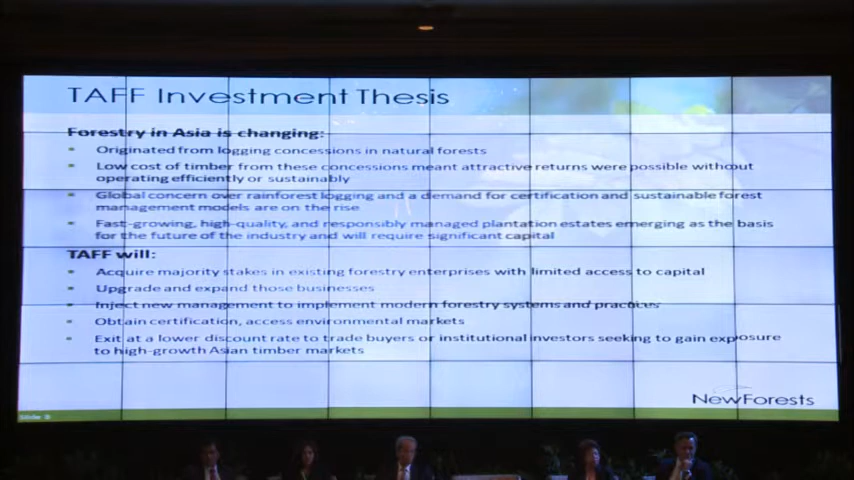 TAFF Investment Thesis
Forestry in Asia is changing:
Originated from logging concessions in natural forests
Low cost of timber from these concessions meant attractive returns were possible without
operating efficiently or sustainably
Global concern over rainforest logging and a demand for certification and sustainable forest
management models are on the rise
Fast-growing, high-quality, and responsibly managed plantation estates emerging as the basis
for the future of the industry and will require significant capital
TAFF will:
Acquire majority stakes in existing forestry enterprises with limited access to capital
Upgrade and expand those businesses
Inject new management to implement modern forestry systems and practices
Obtain certification, access environmental markets
Exit at a lower discount rate to trade buyers or institutional investors seeking to gain exposure
to high-growth Asian timber markets
NewForests
Slide